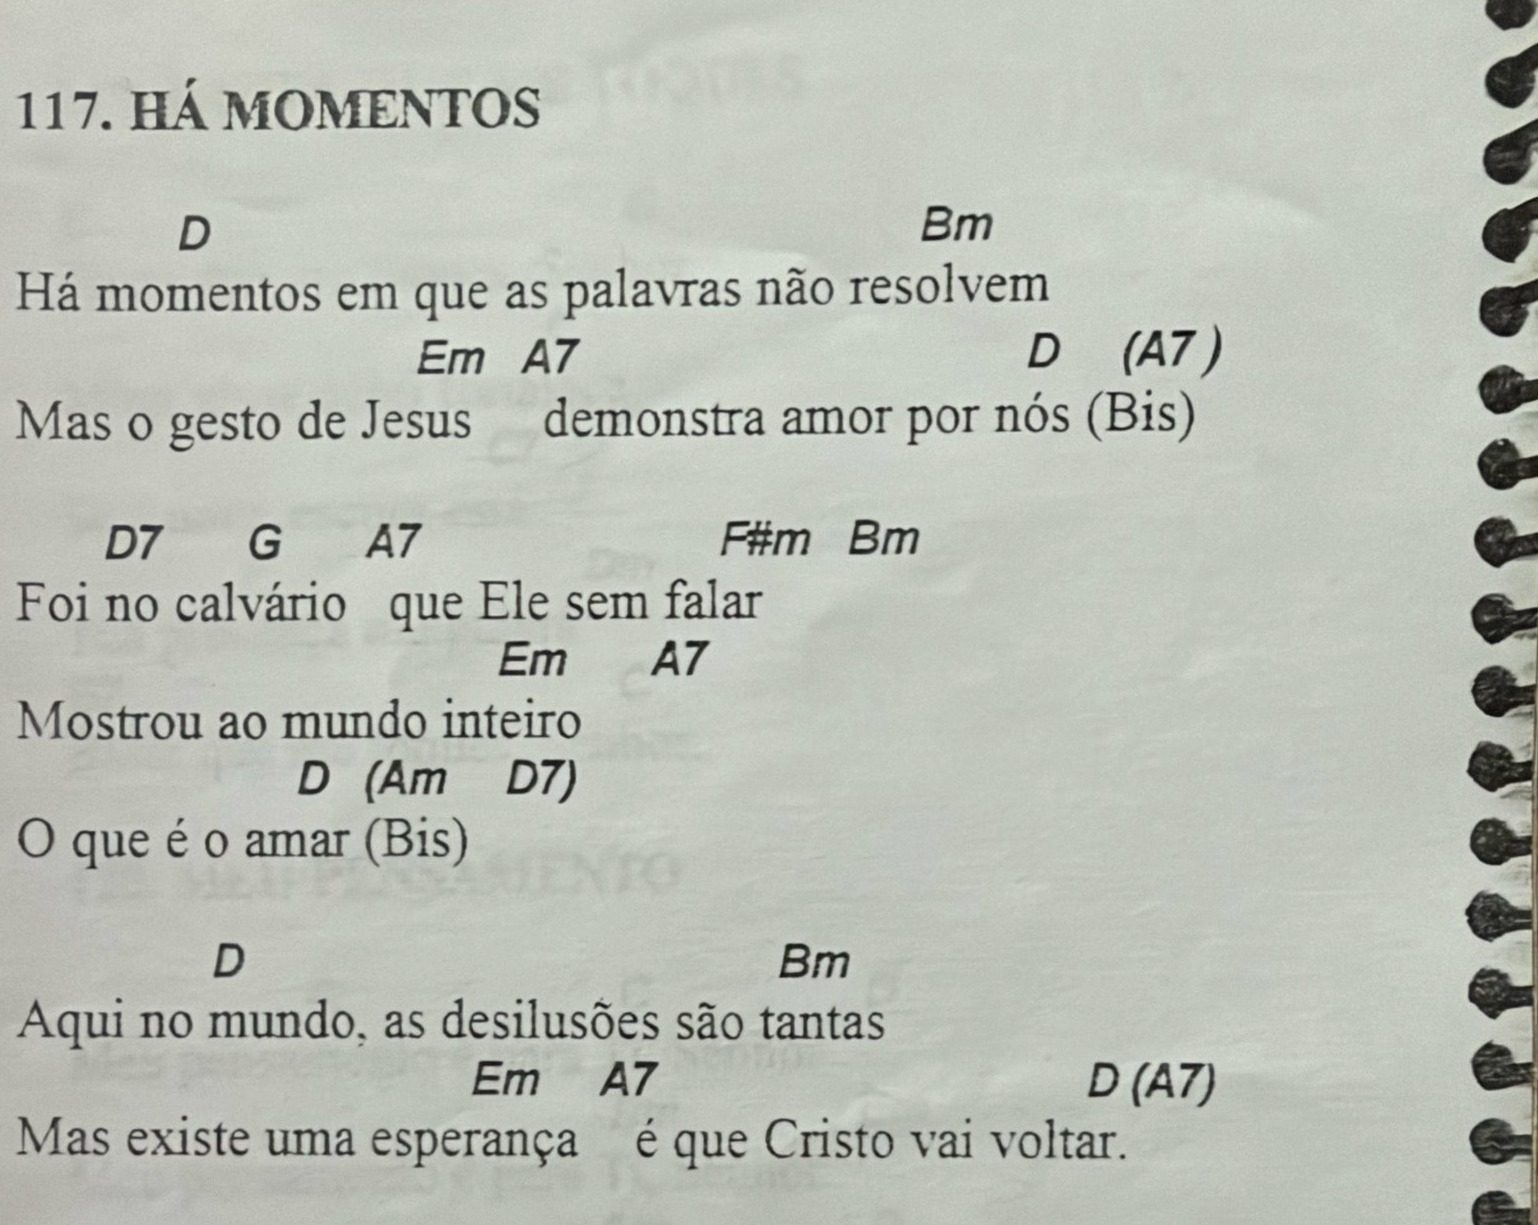 117. HÁ MOMENTOS
D Bm
Há momentos em que as palavras não resolvem
Em A7 D (A7 )
Mas o gesto de Jesus demonstra amor por nós (Bis)
D7 G A7 F#m Bm
Foi no calvário que Ele sem falar
Em A7
Mostrou ao mundo inteiro
D (Am D7)
O que é o amar (Bis)
D Bm
Aqui no mundo, as desilusões são tantas
Em A7 D (A7)
Mas existe uma esperança é que Cristo vai voltar.